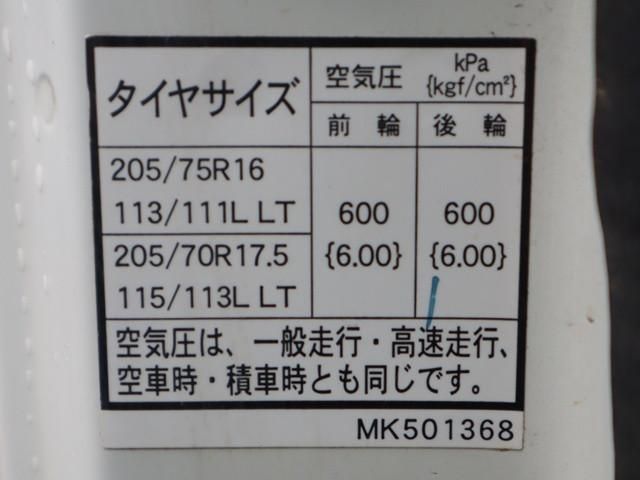 タイヤサイズ 空気圧 kPa {kgf/cm²}
前輪 後輪
205/75R16
113/111L LT 600 600
205/70R17.5 {6.00} {6.00}
115/113L LT
空気圧は、一般走行・高速走行、
空車時・積車時とも同じです。
MK501368